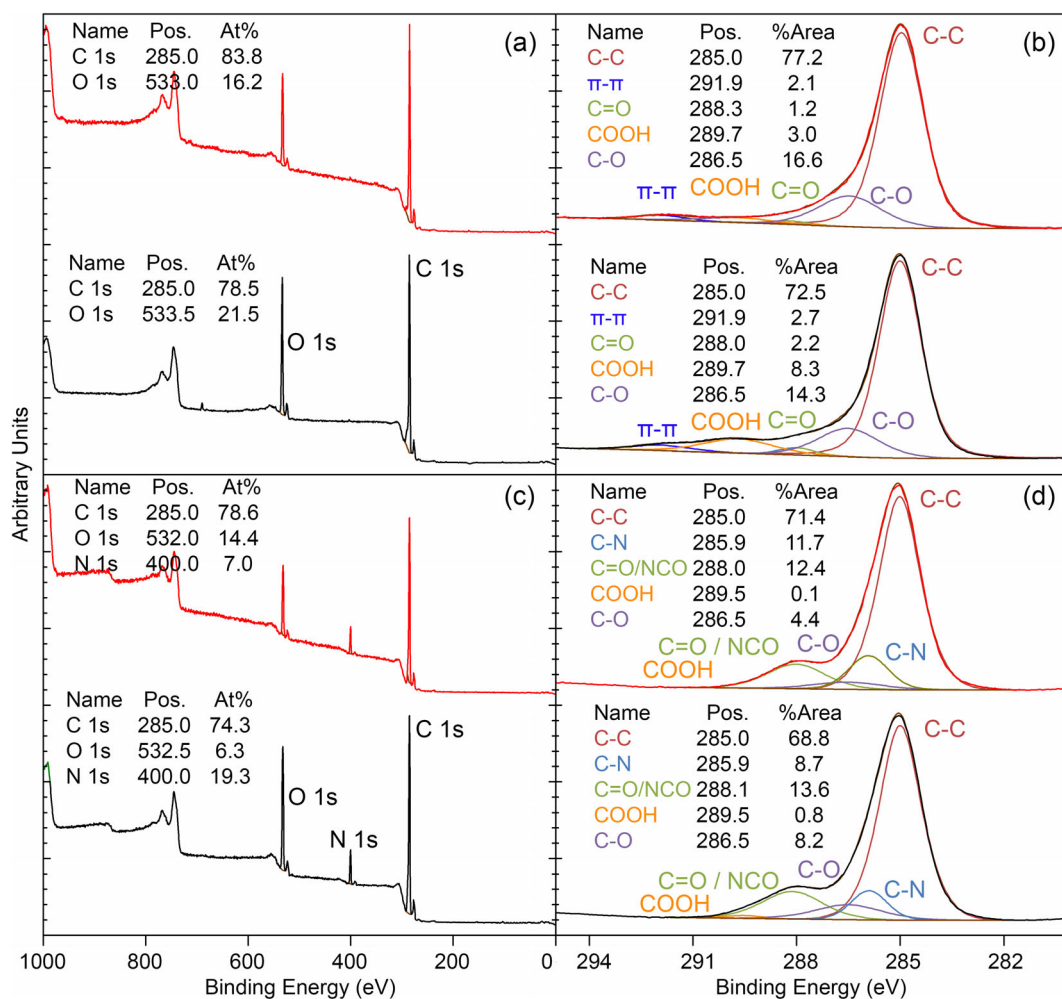 Arbitrary Units
(a)
Name Pos. At%
C 1s 285.0 83.8
O 1s 533.0 16.2
Name Pos. At%
C 1s 285.0 78.5
O 1s 533.5 21.5
O 1s
C 1s
(b)
Name Pos. %Area
C-C 285.0 77.2
π-π 291.9 2.1
C=O 288.3 1.2
COOH 289.7 3.0
C-O 286.5 16.6
π-π COOH C=O C-O C-C
Name Pos. %Area
C-C 285.0 72.5
π-π 291.9 2.7
C=O 288.0 2.2
COOH 289.7 8.3
C-O 286.5 14.3
π-π COOH C=O C-O C-C
(c)
Name Pos. At%
C 1s 285.0 78.6
O 1s 532.0 14.4
N 1s 400.0 7.0
Name Pos. At%
C 1s 285.0 74.3
O 1s 532.5 6.3
N 1s 400.0 19.3
O 1s
N 1s
C 1s
1000 800 600 400 200 0
Binding Energy (eV)
(d)
Name Pos. %Area
C-C 285.0 71.4
C-N 285.9 11.7
C=O/NCO 288.0 12.4
COOH 289.5 0.1
C-O 286.5 4.4
COOH C=O / NCO C-O C-N C-C
Name Pos. %Area
C-C 285.0 68.8
C-N 285.9 8.7
C=O/NCO 288.1 13.6
COOH 289.5 0.8
C-O 286.5 8.2
COOH C=O / NCO C-O C-N C-C
294 291 288 285 282
Binding Energy (eV)